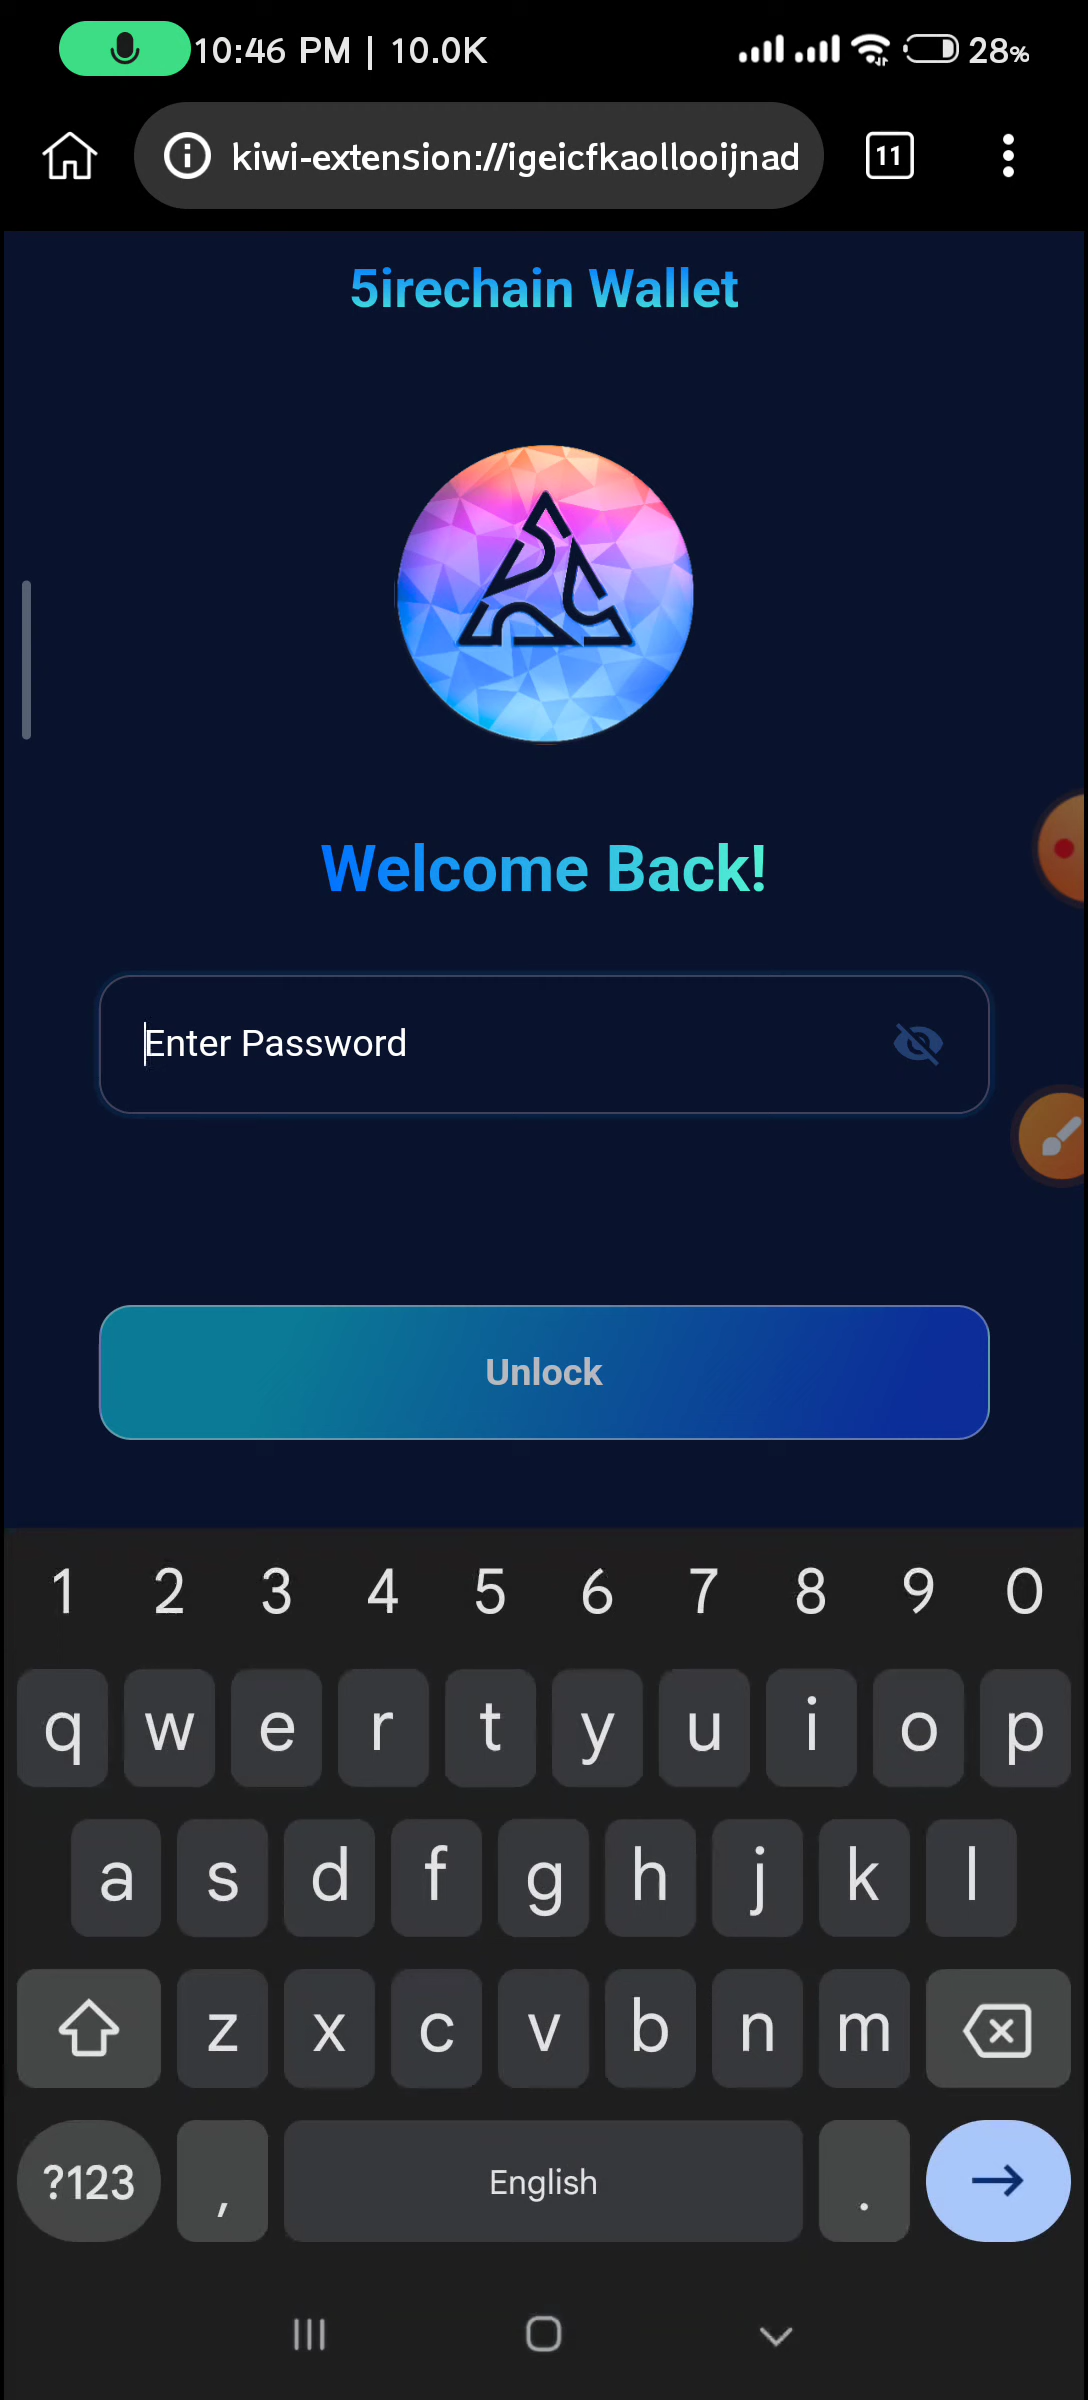 10:46 PM | 10.0K
28%
kiwi-extension://igeicfkaollooijnad
11
5irechain Wallet
Welcome Back!
Enter Password
Unlock
1 2 3 4 5 6 7 8 9 0
q w e r t y u i o p
a s d f g h j k l
z x c v b n m
?123 , English .